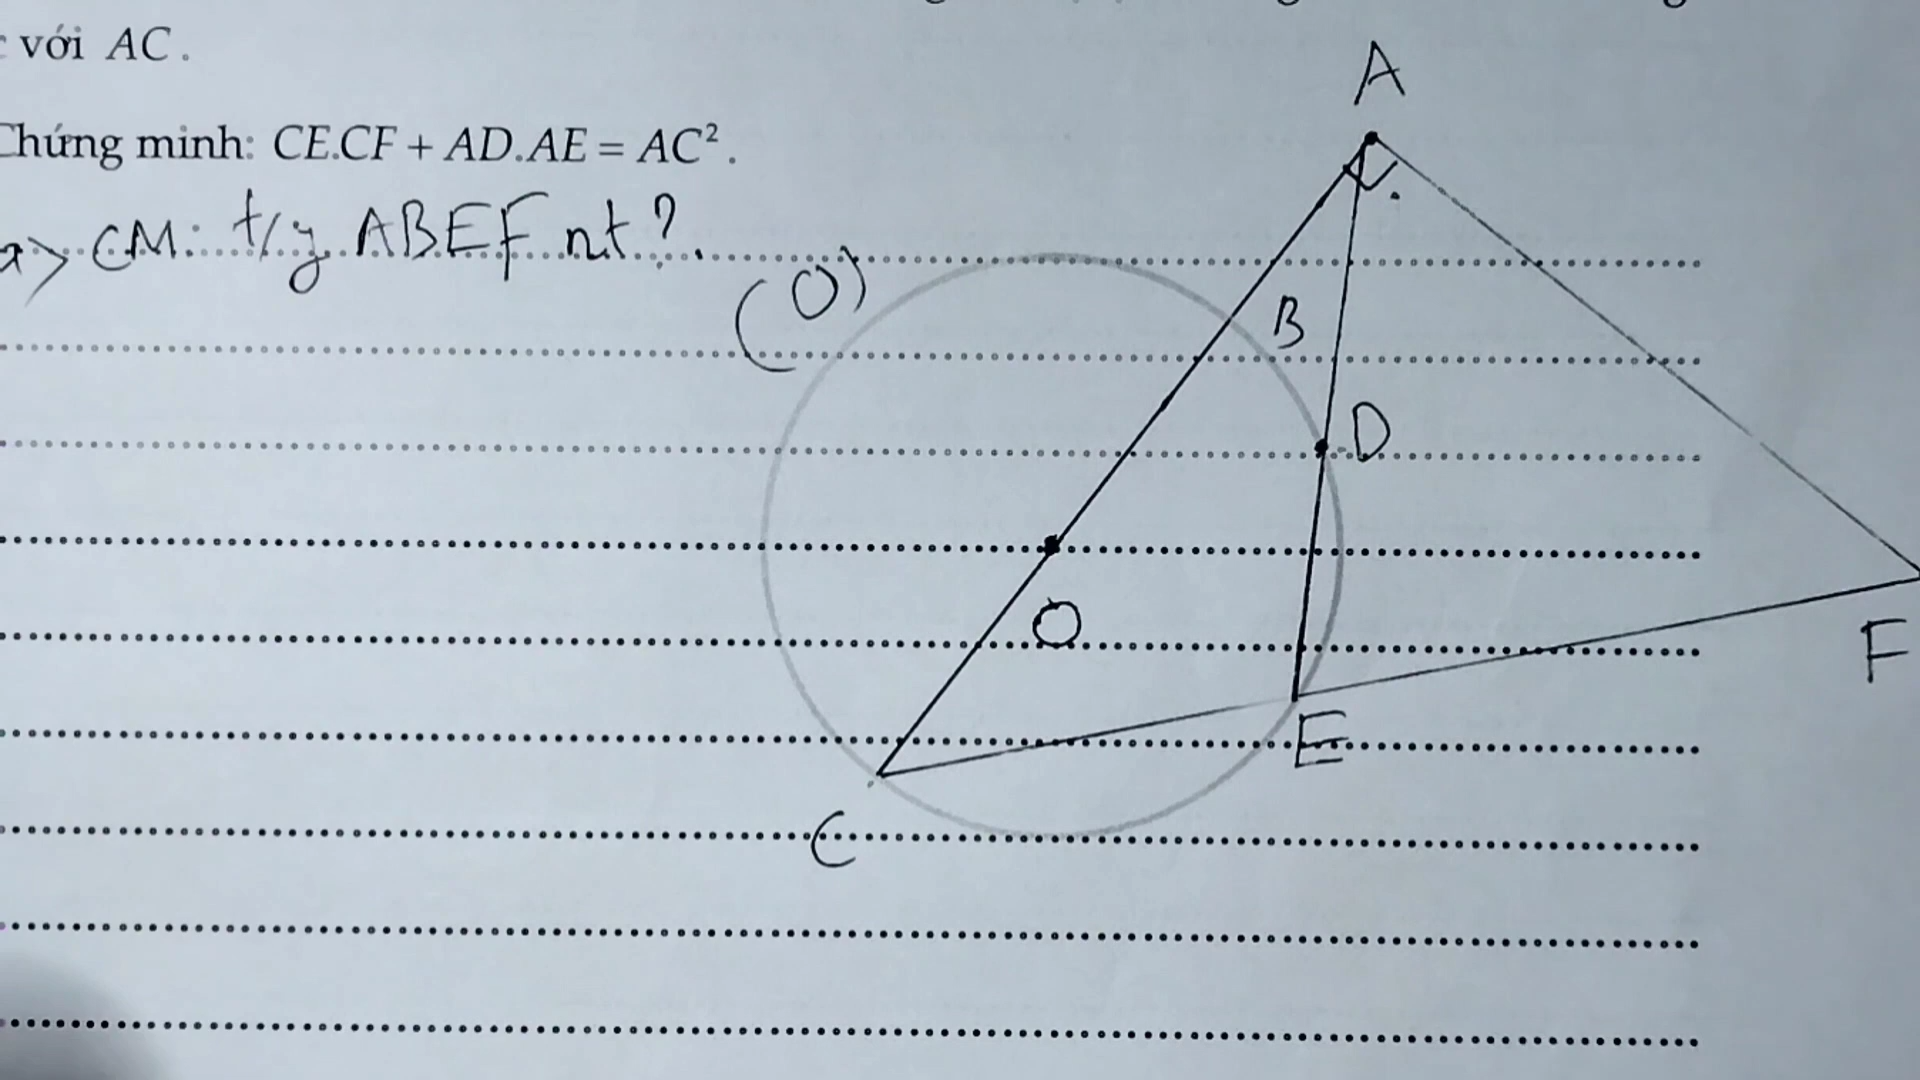 với AC.
Chứng minh: CE.CF + AD.AE = AC².
a> CM: t/g ABEF nt?.
(O)
A
B
D
O
F
E
C